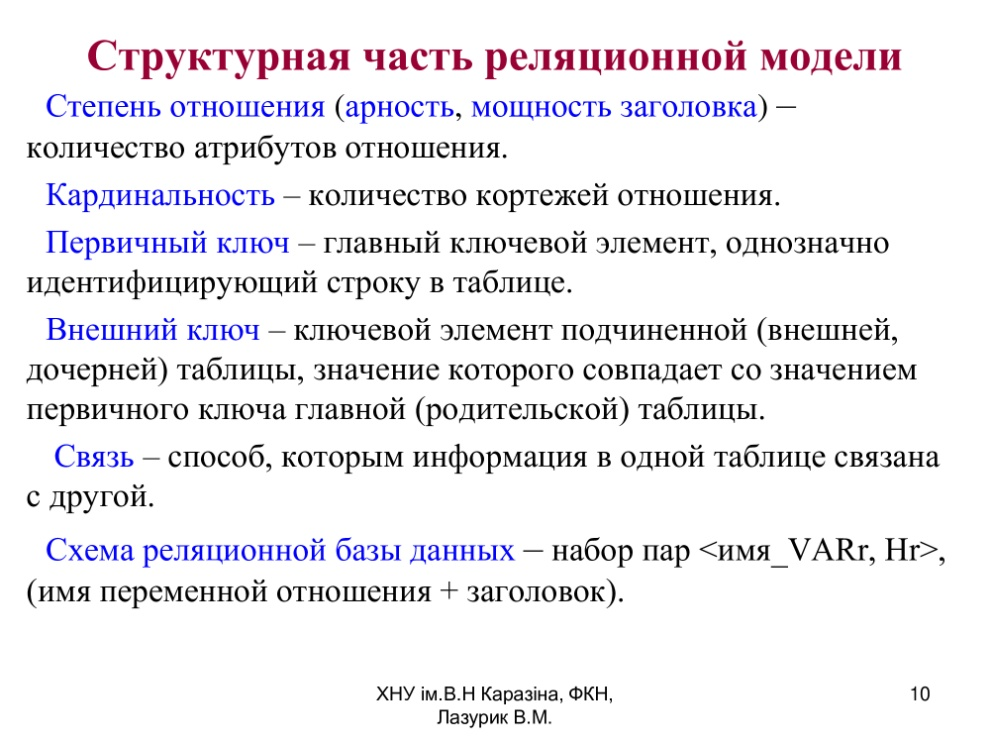 Структурная часть реляционной модели
Степень отношения (арность, мощность заголовка) –
количество атрибутов отношения.
Кардинальность – количество кортежей отношения.
Первичный ключ – главный ключевой элемент, однозначно
идентифицирующий строку в таблице.
Внешний ключ – ключевой элемент подчиненной (внешней,
дочерней) таблицы, значение которого совпадает со значением
первичного ключа главной (родительской) таблицы.
Связь – способ, которым информация в одной таблице связана
с другой.
Схема реляционной базы данных – набор пар <имя_VARr, Hr>,
(имя переменной отношения + заголовок).
ХНУ ім.В.Н Каразіна, ФКН,
Лазурик В.М.
10